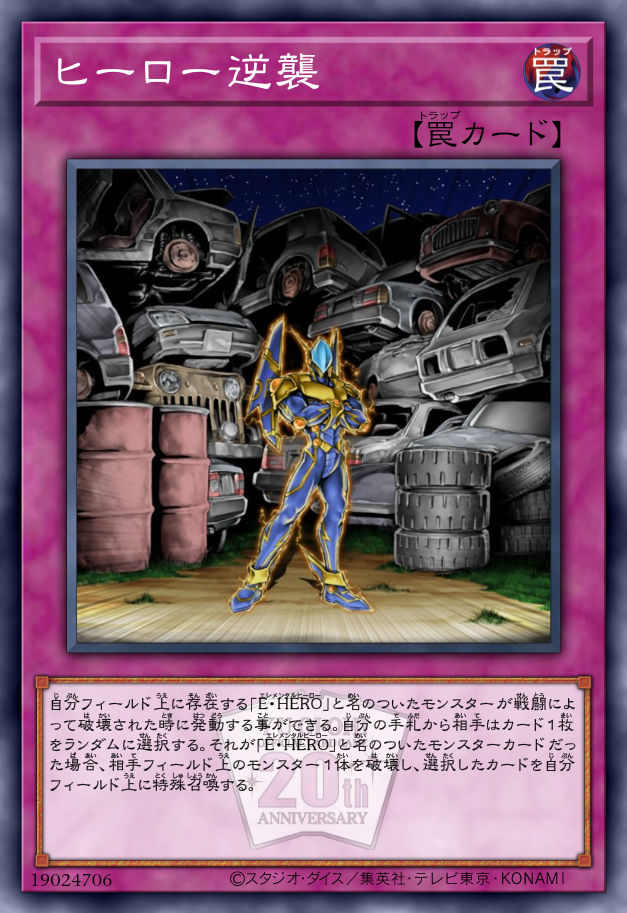 ヒーロー逆襲
トラップ
罠
トラップ
【罠カード】
自分フィールド上に存在する「E・HERO」と名のついたモンスターが戦闘によ
って破壊された時に発動する事ができる。自分の手札から相手はカード1枚
をランダムに選択する。それが「E・HERO」と名のついたモンスターカードだっ
た場合、相手フィールド上のモンスター1体を破壊し、選択したカードを自分
フィールド上に特殊召喚する。
20th
ANNIVERSARY
19024706
©スタジオ・ダイス/集英社・テレビ東京・KONAMI